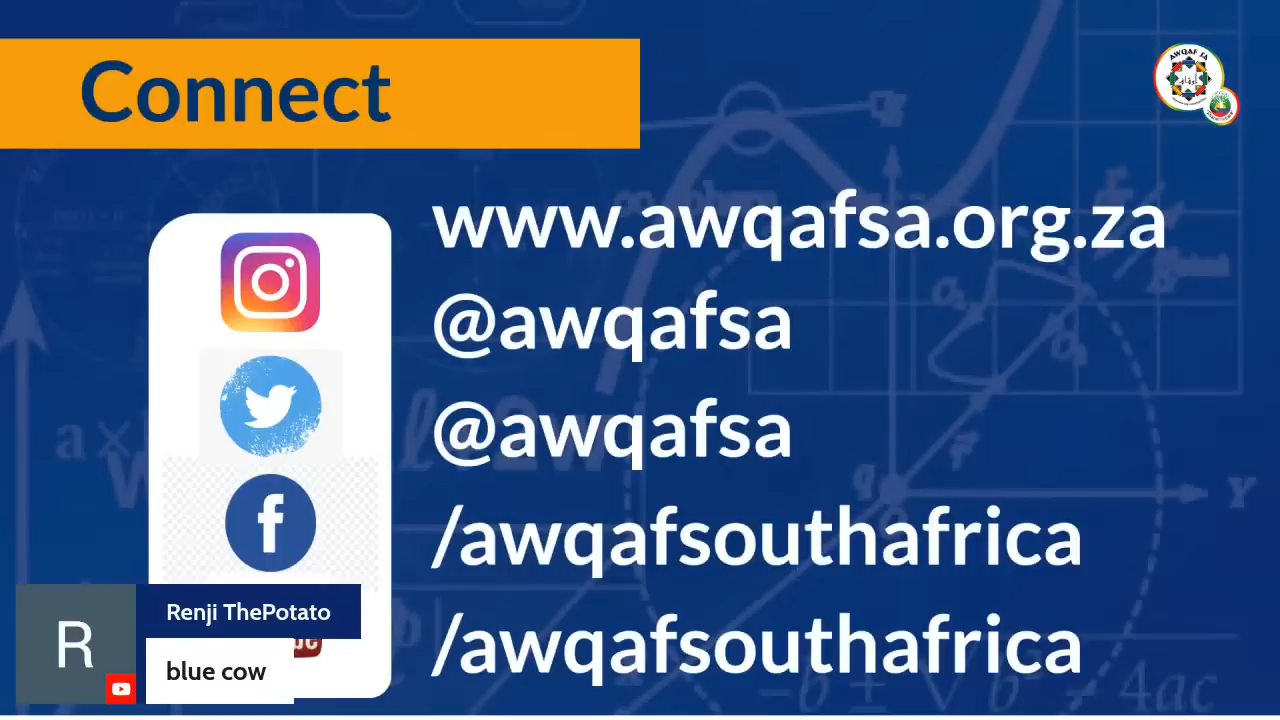 Connect
AWQAF SA
www.awqafsa.org.za
@awqafsa
@awqafsa
/awqafsouthafrica
/awqafsouthafrica
R
Renji ThePotato
blue cow